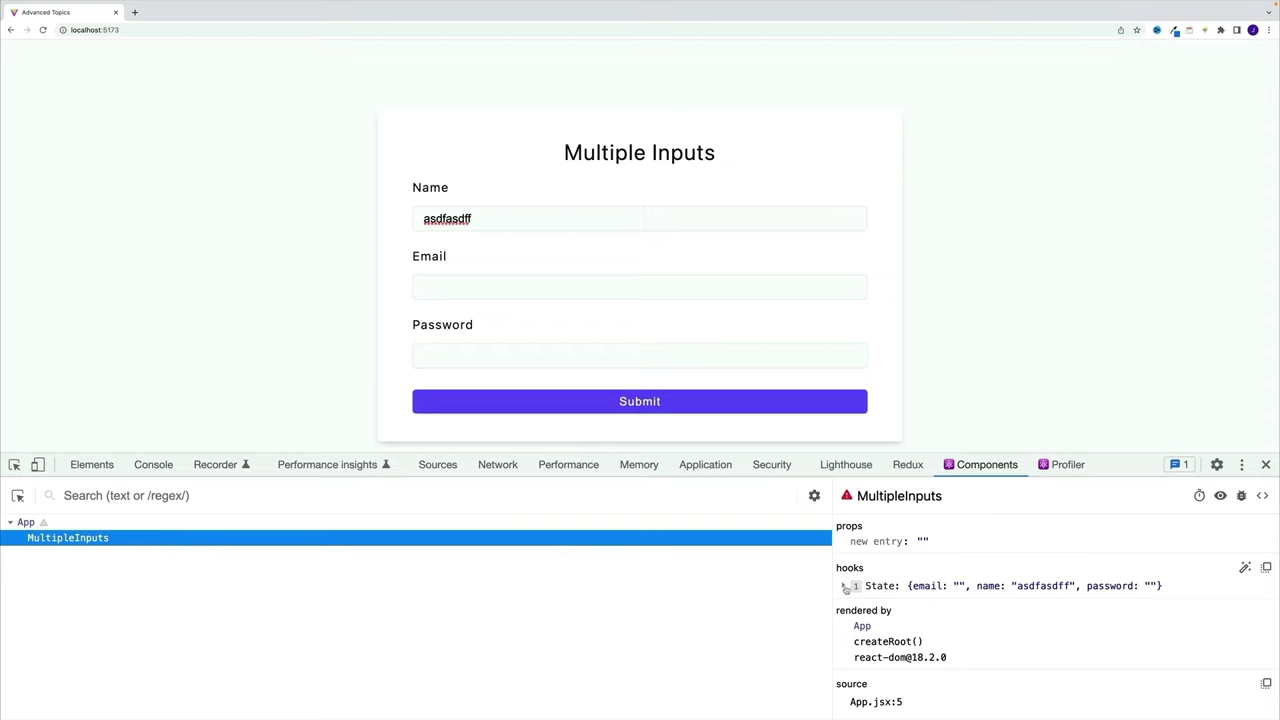 Advanced Topics
localhost:5173
J
Multiple Inputs
Name
asdfasdff
Email
Password
Submit
Elements Console Recorder Performance insights Sources Network Performance Memory Application Security Lighthouse Redux Components Profiler 1
Search (text or /regex/)
App
MultipleInputs
MultipleInputs
props
new entry: ""
hooks
1 State: {email: "", name: "asdfasdff", password: ""}
rendered by
App
createRoot()
react-dom@18.2.0
source
App.jsx:5